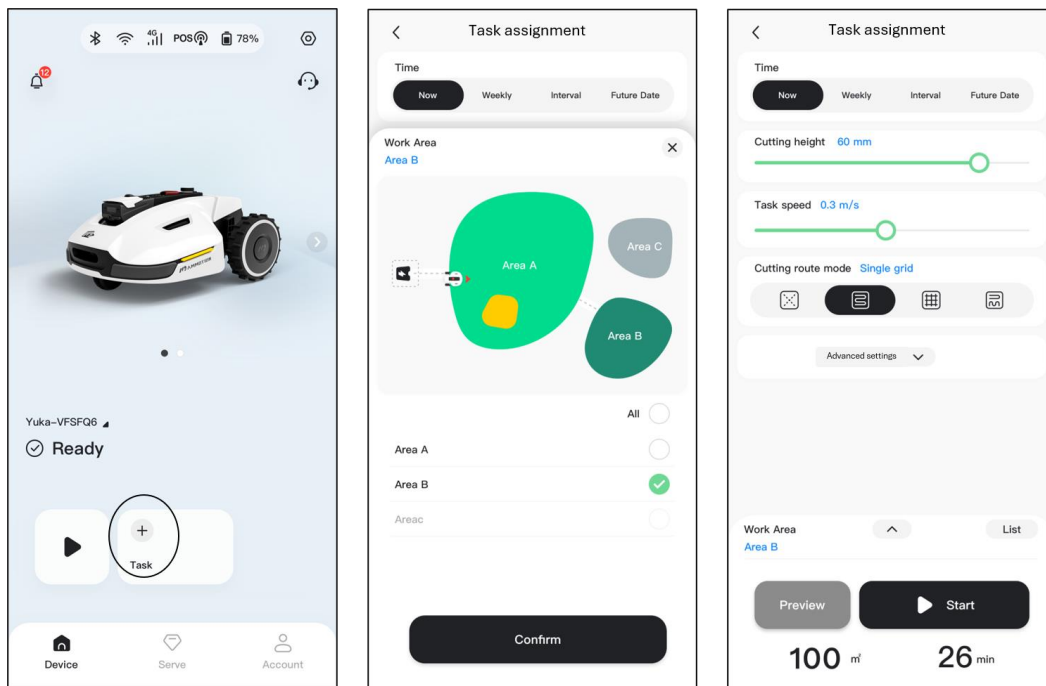 4G POS 78%
12
MAMMOTION
Yuka-VFSFQ6
Ready
+
Task
Device Serve Account
Task assignment
Time
Now Weekly Interval Future Date
Work Area
Area B
Area A
Area C
Area B
All
Area A
Area B
Areac
Confirm
Task assignment
Time
Now Weekly Interval Future Date
Cutting height 60 mm
Task speed 0.3 m/s
Cutting route mode Single grid
Advanced settings
Work Area List
Area B
Preview Start
100 ㎡ 26 min